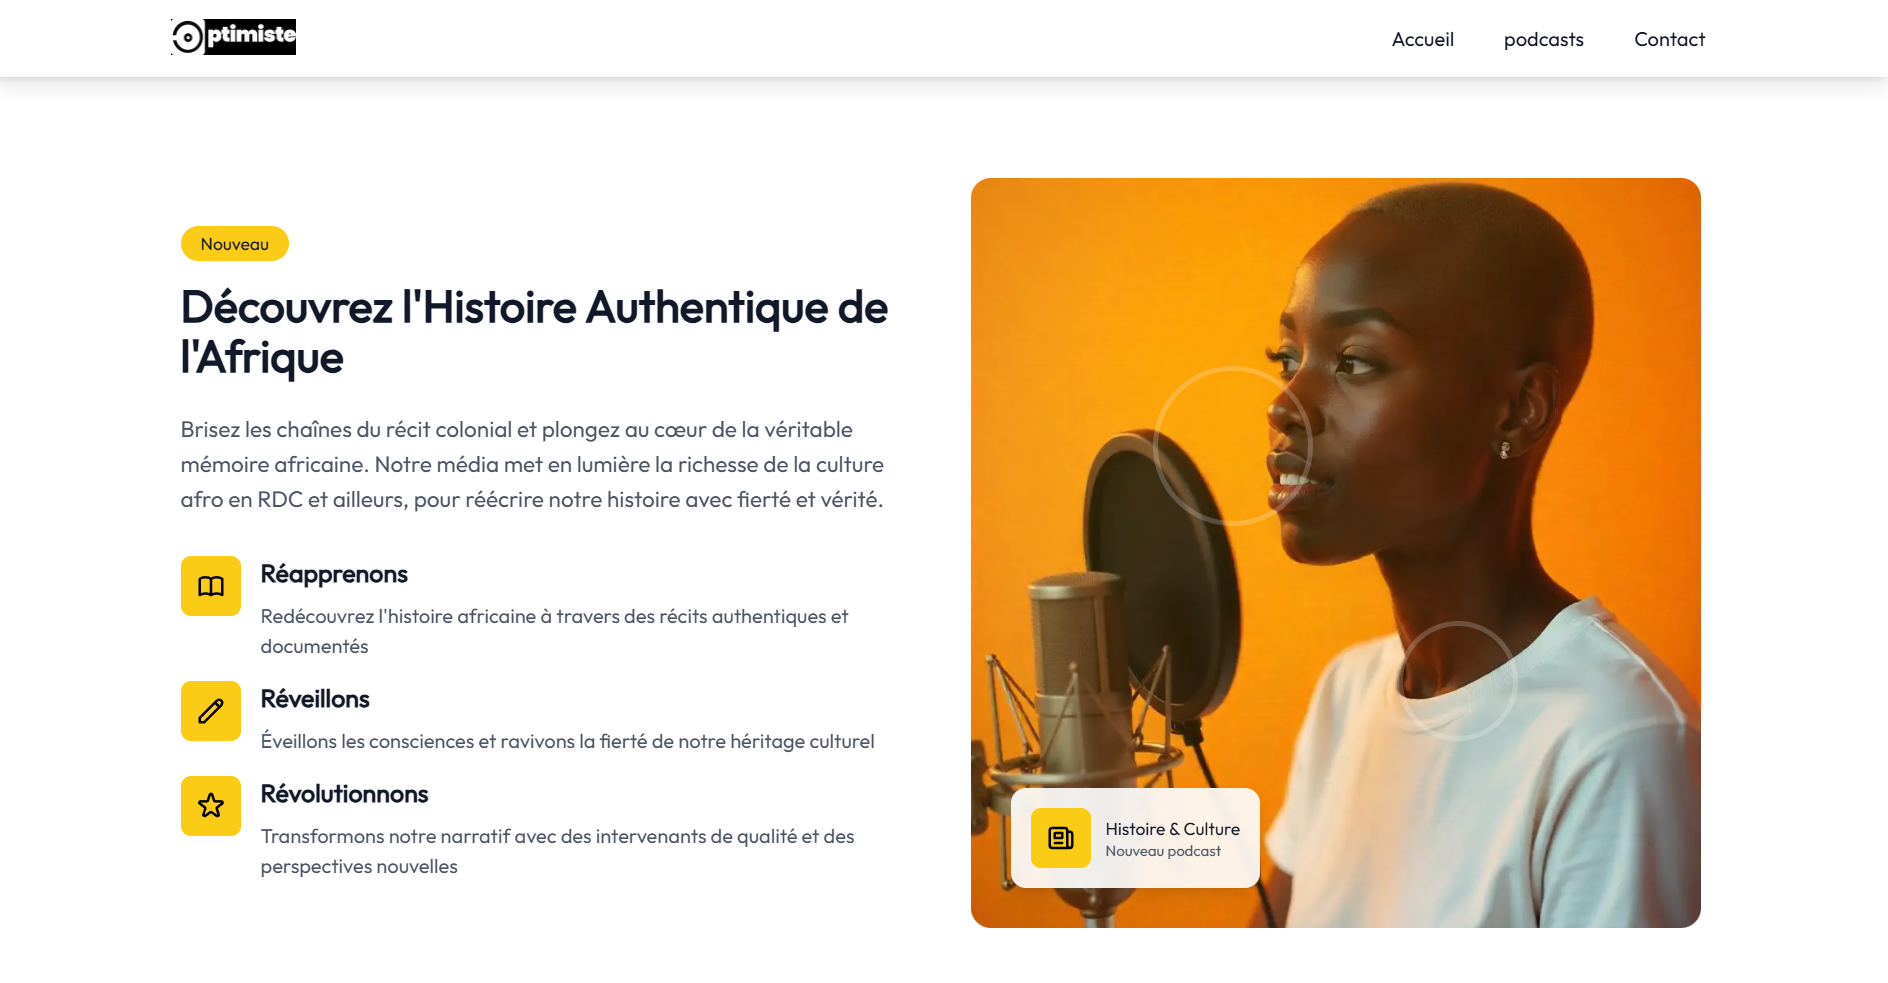 Optimiste
Accueil
podcasts
Contact
Nouveau
Découvrez l'Histoire Authentique de
l'Afrique
Brisez les chaînes du récit colonial et plongez au cœur de la véritable
mémoire africaine. Notre média met en lumière la richesse de la culture
afro en RDC et ailleurs, pour réécrire notre histoire avec fierté et vérité.
Réapprenons
Redécouvrez l'histoire africaine à travers des récits authentiques et
documentés
Réveillons
Éveillons les consciences et ravivons la fierté de notre héritage culturel
Révolutionnons
Transformons notre narratif avec des intervenants de qualité et des
perspectives nouvelles
Histoire & Culture
Nouveau podcast